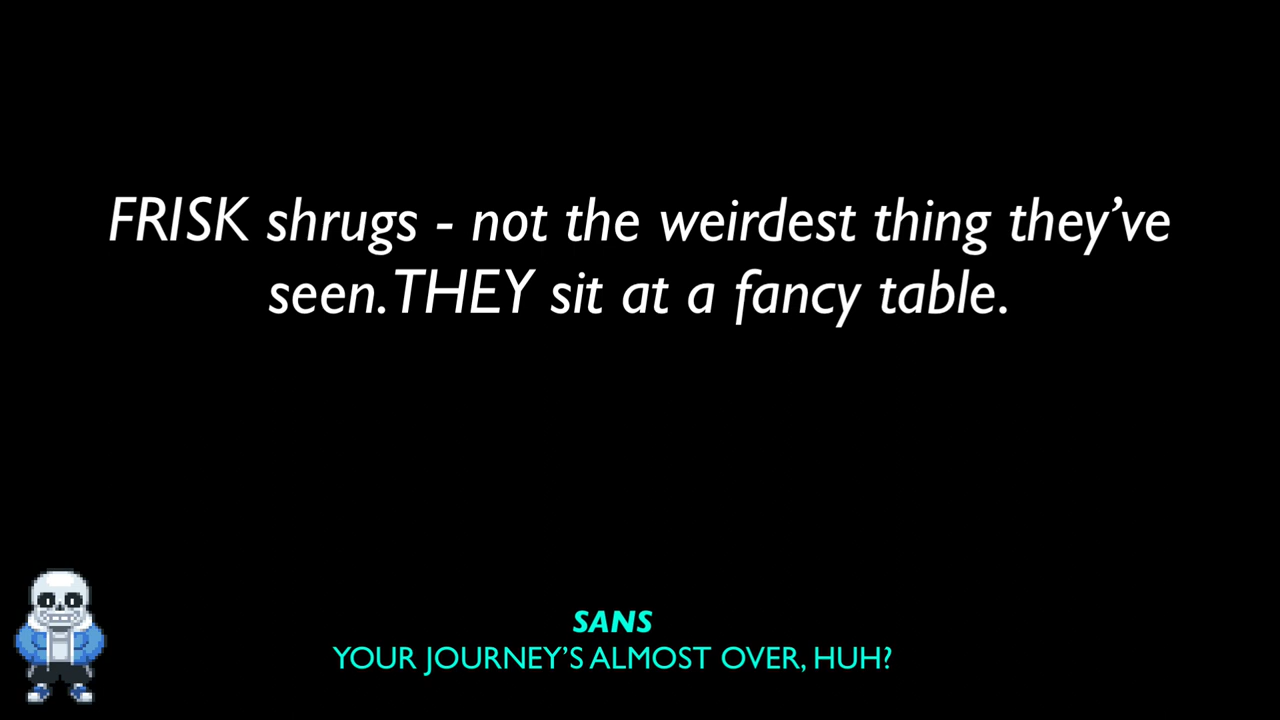 FRISK shrugs - not the weirdest thing they’ve
seen. THEY sit at a fancy table.
SANS
YOUR JOURNEY’S ALMOST OVER, HUH?